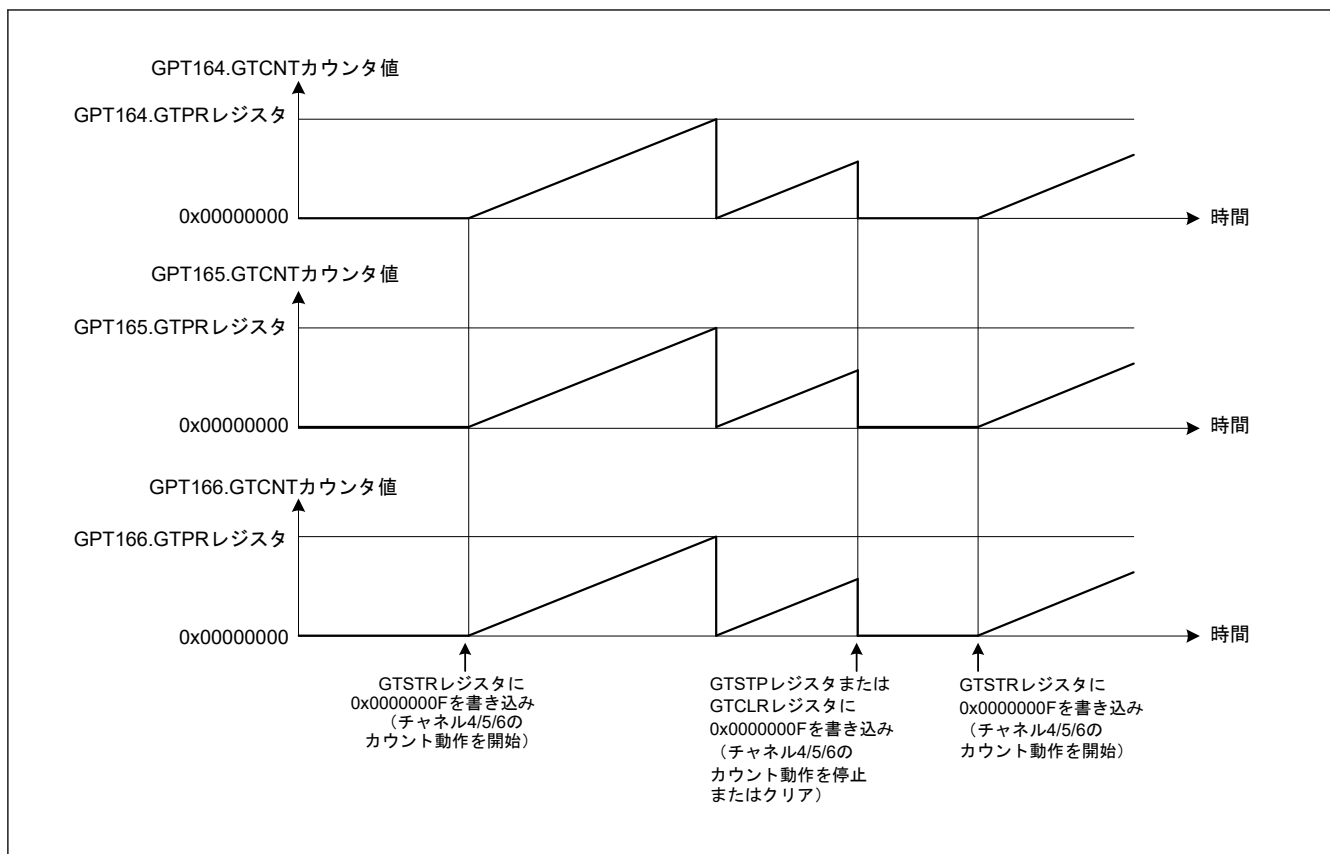 GPT164.GTCNTカウンタ値
GPT164.GTPRレジスタ
0x00000000
時間
GPT165.GTCNTカウンタ値
GPT165.GTPRレジスタ
0x00000000
時間
GPT166.GTCNTカウンタ値
GPT166.GTPRレジスタ
0x00000000
時間
GTSTRレジスタに
0x0000000Fを書き込み
（チャネル4/5/6の
カウント動作を開始）
GTSTPレジスタまたは
GTCLRレジスタに
0x0000000Fを書き込み
（チャネル4/5/6の
カウント動作を停止
またはクリア）
GTSTRレジスタに
0x0000000Fを書き込み
（チャネル4/5/6の
カウント動作を開始）